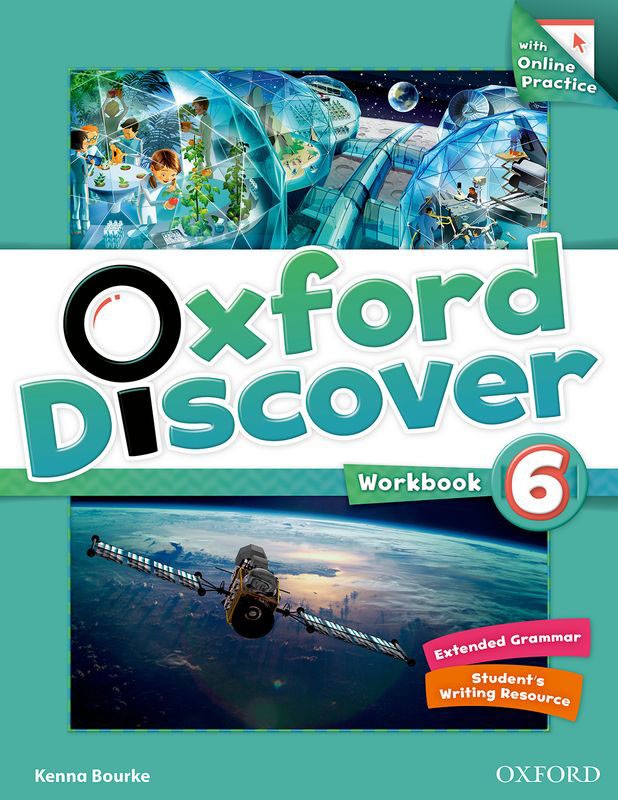 with
Online
Practice
Oxford
Discover
Workbook 6
Extended Grammar
Student's
Writing Resource
Kenna Bourke
OXFORD